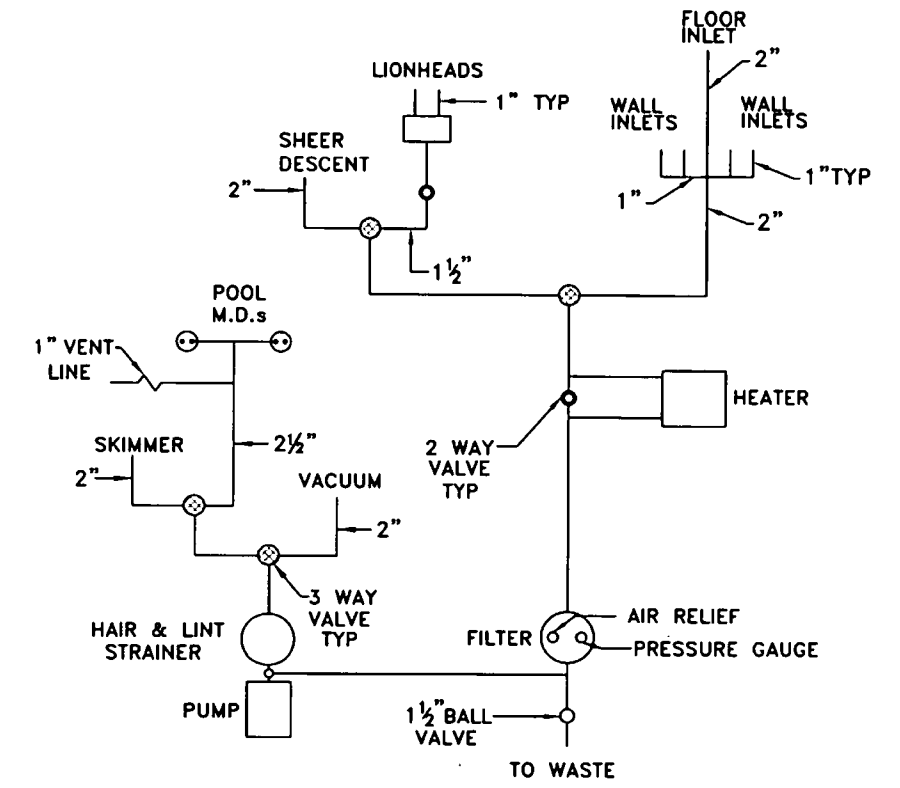 FLOOR
INLET
2"
LIONHEADS
1" TYP
WALL
INLETS
WALL
INLETS
SHEER
DESCENT
2"
1"TYP
1"
2"
1½"
POOL
M.D.s
1" VENT
LINE
HEATER
SKIMMER
2½"
2 WAY
VALVE
TYP
2"
VACUUM
2"
3 WAY
VALVE
TYP
HAIR & LINT
STRAINER
FILTER
AIR RELIEF
PRESSURE GAUGE
PUMP
1½"BALL
VALVE
TO WASTE